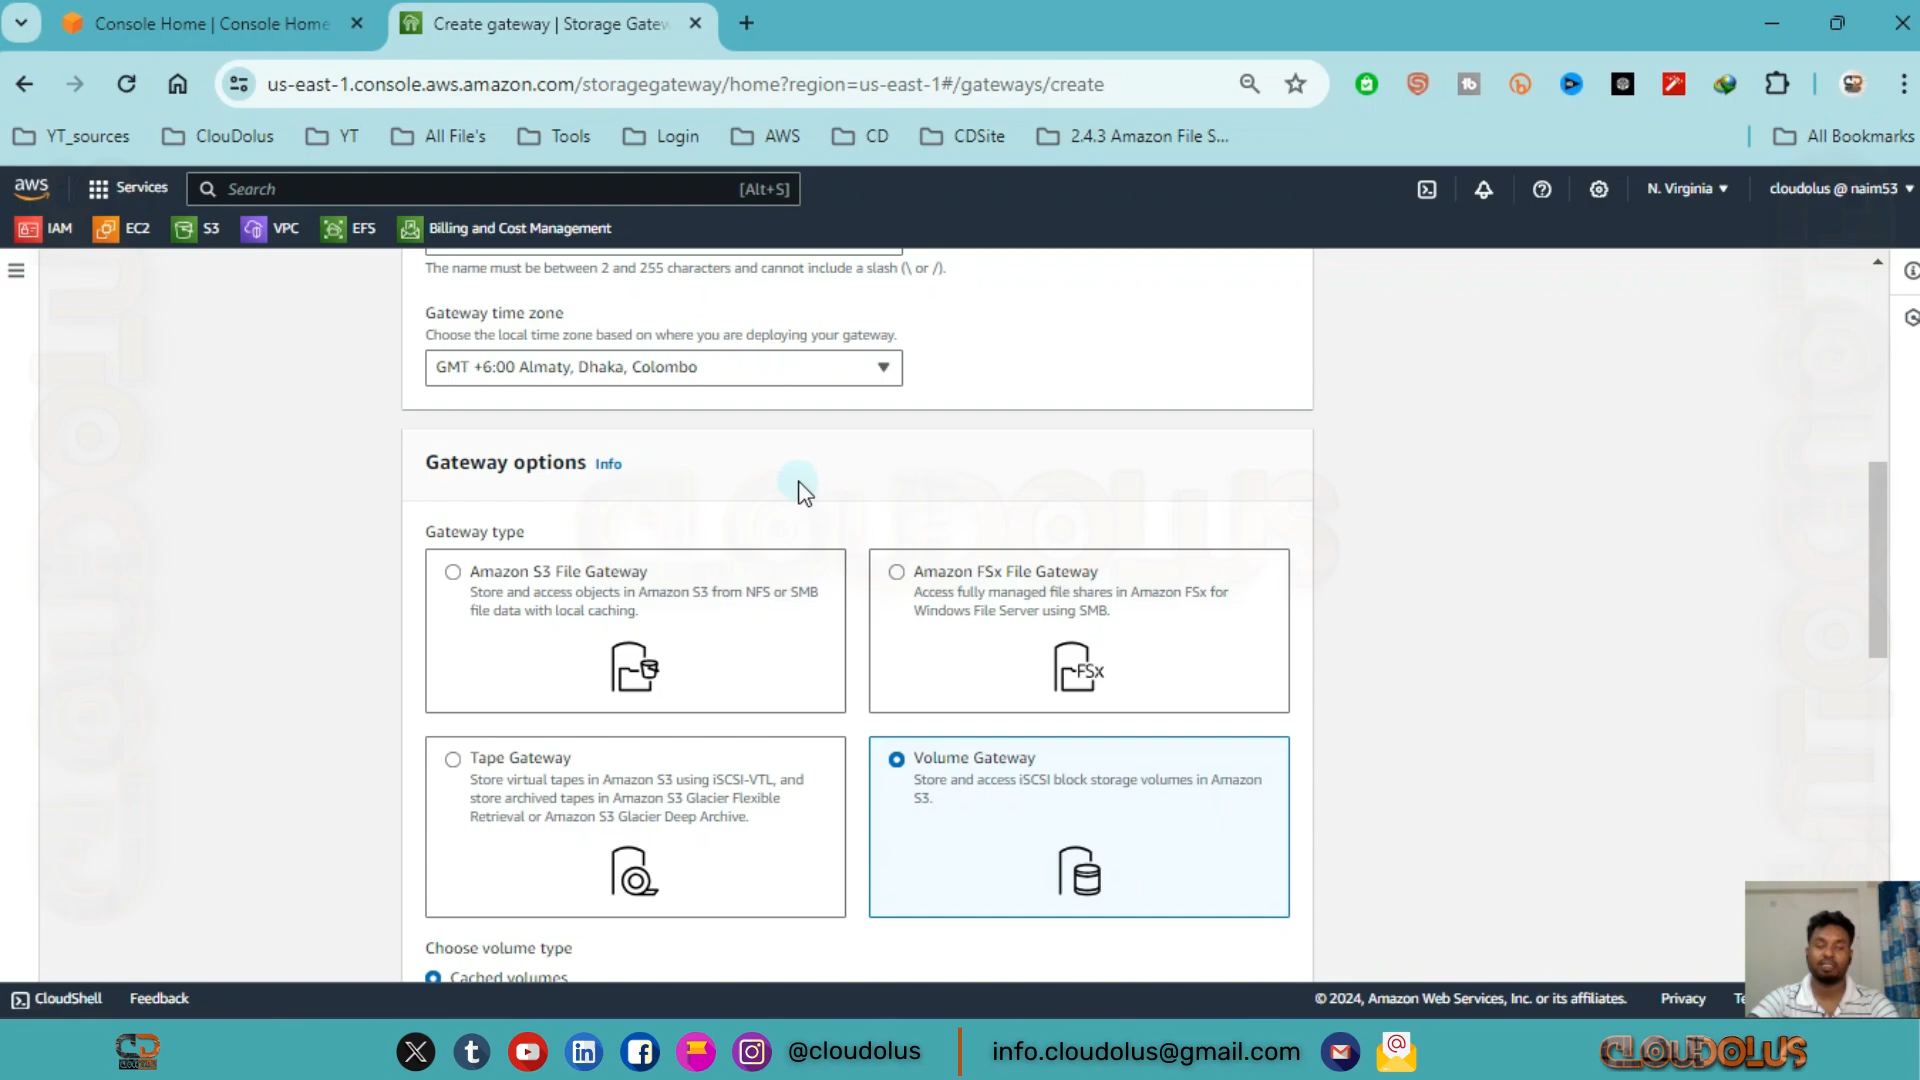 Console Home | Console Home
Create gateway | Storage Gatew
us-east-1.console.aws.amazon.com/storagegateway/home?region=us-east-1#/gateways/create
YT_sources
ClouDolus
YT
All File's
Tools
Login
AWS
CD
CDSite
2.4.3 Amazon File S...
All Bookmarks
aws
Services
Search
[Alt+S]
N. Virginia
cloudolus @ naim53
IAM
EC2
S3
VPC
EFS
Billing and Cost Management
The name must be between 2 and 255 characters and cannot include a slash (\ or /).
Gateway time zone
Choose the local time zone based on where you are deploying your gateway.
GMT +6:00 Almaty, Dhaka, Colombo
Gateway options Info
CLOUDOLUS
Gateway type
Amazon S3 File Gateway
Store and access objects in Amazon S3 from NFS or SMB
file data with local caching.
Amazon FSx File Gateway
Access fully managed file shares in Amazon FSx for
Windows File Server using SMB.
FSx
Tape Gateway
Store virtual tapes in Amazon S3 using iSCSI-VTL, and
store archived tapes in Amazon S3 Glacier Flexible
Retrieval or Amazon S3 Glacier Deep Archive.
Volume Gateway
Store and access iSCSI block storage volumes in Amazon
S3.
Choose volume type
Cached volumes
CloudShell
Feedback
© 2024, Amazon Web Services, Inc. or its affiliates.
Privacy
Te
@cloudolus
info.cloudolus@gmail.com
CLOUDOLUS